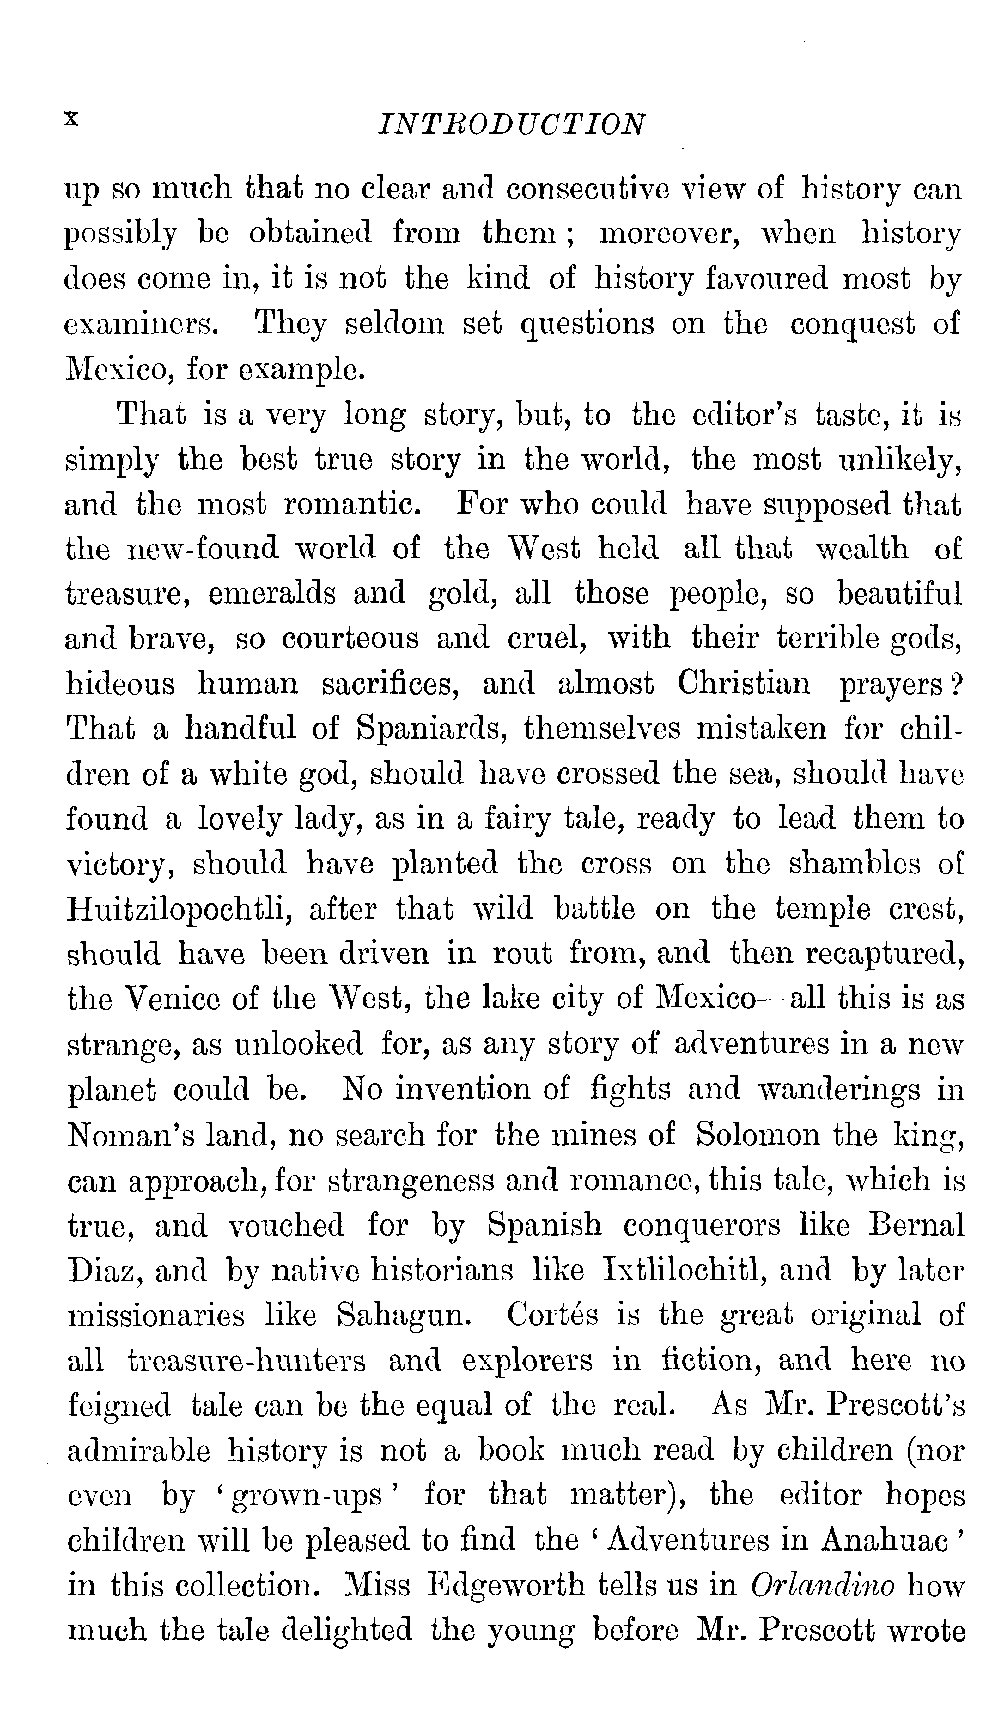 x INTRODUCTION
up so much that no clear and consecutive view of history can
possibly be obtained from them ; moreover, when history
does come in, it is not the kind of history favoured most by
examiners. They seldom set questions on the conquest of
Mexico, for example.
That is a very long story, but, to the editor's taste, it is
simply the best true story in the world, the most unlikely,
and the most romantic. For who could have supposed that
the new-found world of the West held all that wealth of
treasure, emeralds and gold, all those people, so beautiful
and brave, so courteous and cruel, with their terrible gods,
hideous human sacrifices, and almost Christian prayers ?
That a handful of Spaniards, themselves mistaken for chil-
dren of a white god, should have crossed the sea, should have
found a lovely lady, as in a fairy tale, ready to lead them to
victory, should have planted the cross on the shambles of
Huitzilopochtli, after that wild battle on the temple crest,
should have been driven in rout from, and then recaptured,
the Venice of the West, the lake city of Mexico—all this is as
strange, as unlooked for, as any story of adventures in a new
planet could be. No invention of fights and wanderings in
Noman's land, no search for the mines of Solomon the king,
can approach, for strangeness and romance, this tale, which is
true, and vouched for by Spanish conquerors like Bernal
Diaz, and by native historians like Ixtlilochitl, and by later
missionaries like Sahagun. Cortés is the great original of
all treasure-hunters and explorers in fiction, and here no
feigned tale can be the equal of the real. As Mr. Prescott's
admirable history is not a book much read by children (nor
even by ‘ grown-ups ’ for that matter), the editor hopes
children will be pleased to find the ‘ Adventures in Anahuac ’
in this collection. Miss Edgeworth tells us in Orlandino how
much the tale delighted the young before Mr. Prescott wrote